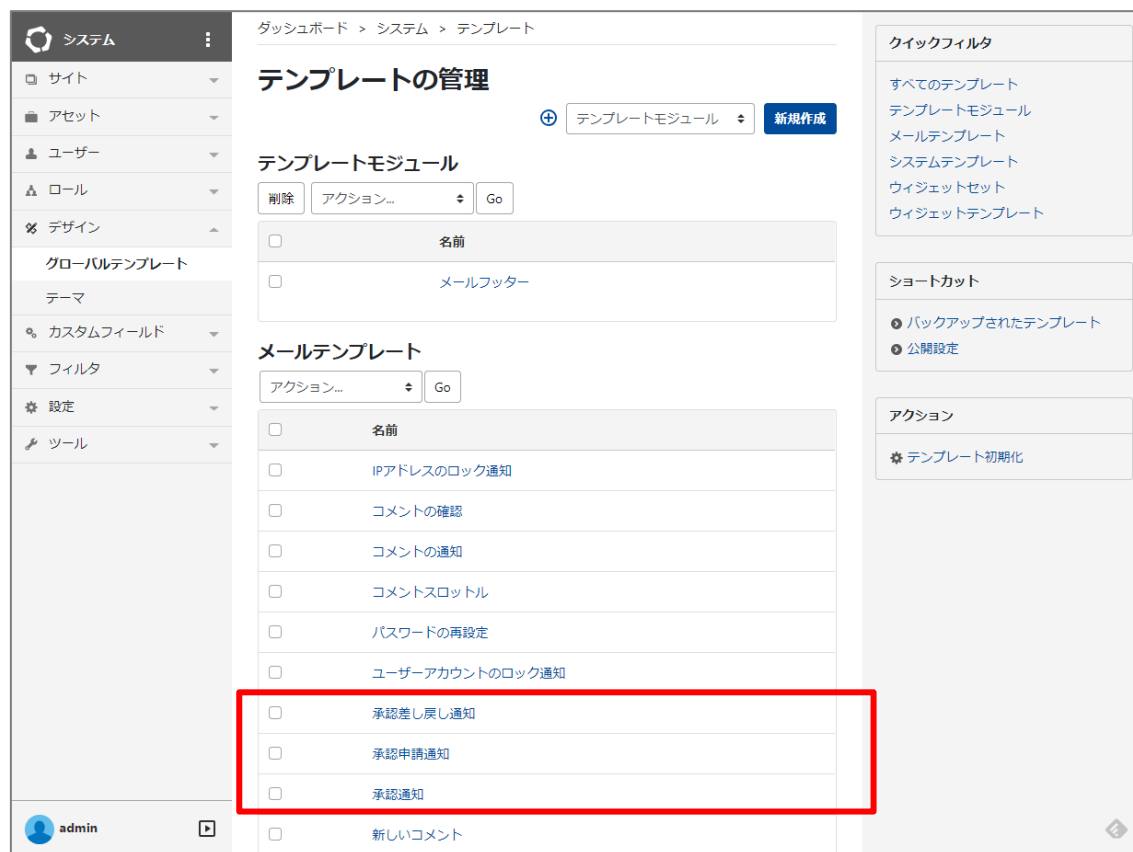 システム
サイト
アセット
ユーザー
ロール
デザイン
グローバルテンプレート
テーマ
カスタムフィールド
フィルタ
設定
ツール
admin
ダッシュボード > システム > テンプレート
テンプレートの管理
テンプレートモジュール 新規作成
テンプレートモジュール
削除 アクション... Go
名前
メールフッター
メールテンプレート
アクション... Go
名前
IPアドレスのロック通知
コメントの確認
コメントの通知
コメントスロットル
パスワードの再設定
ユーザーアカウントのロック通知
承認差し戻し通知
承認申請通知
承認通知
新しいコメント
クイックフィルタ
すべてのテンプレート
テンプレートモジュール
メールテンプレート
システムテンプレート
ウィジェットセット
ウィジェットテンプレート
ショートカット
バックアップされたテンプレート
公開設定
アクション
テンプレート初期化